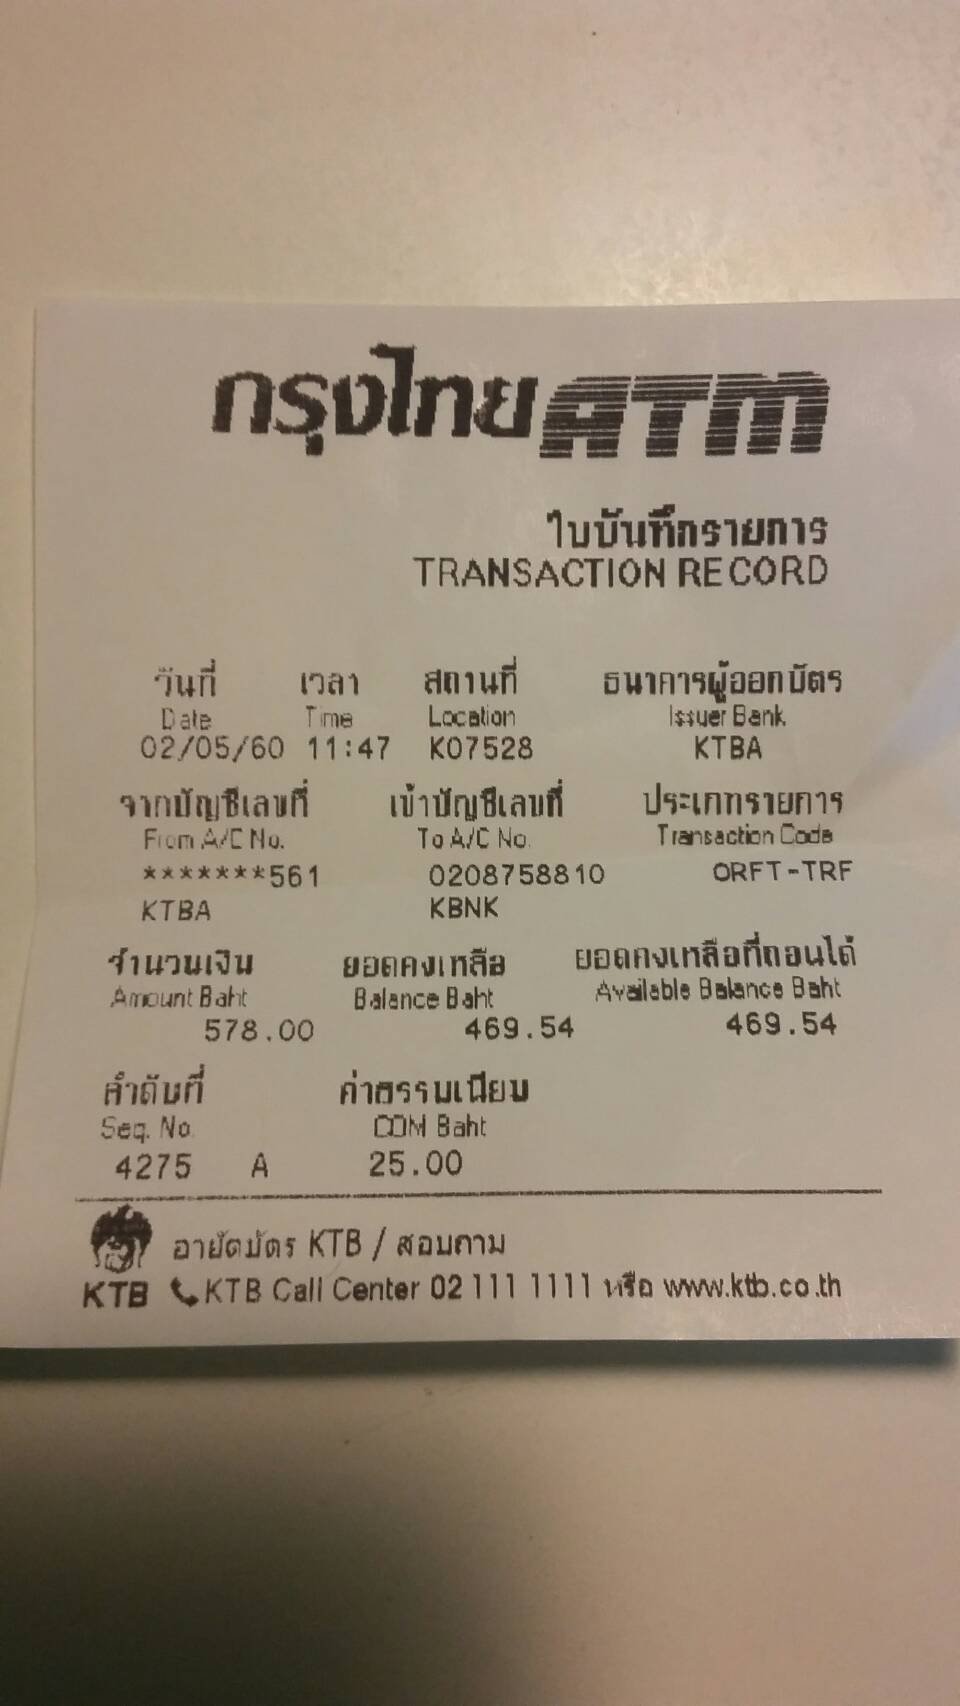 กรุงไทย ATM
ใบบันทึกรายการ
TRANSACTION RECORD
วันที่ เวลา สถานที่ ธนาคารผู้ออกบัตร
Date Time Location Issuer Bank
02/05/60 11:47 K07528 KTBA
จากบัญชีเลขที่ เข้าบัญชีเลขที่ ประเภทรายการ
From A/C No. To A/C No. Transaction Code
*******561 0208758810 ORFT-TRF
KTBA KBNK
จำนวนเงิน ยอดคงเหลือ ยอดคงเหลือที่ถอนได้
Amount Baht Balance Baht Available Balance Baht
578.00 469.54 469.54
ลำดับที่ ค่าธรรมเนียม
Seq. No. COM Baht
4275 A 25.00
อายัดบัตร KTB / สอบถาม
KTB KTB Call Center 02 111 1111 หรือ www.ktb.co.th